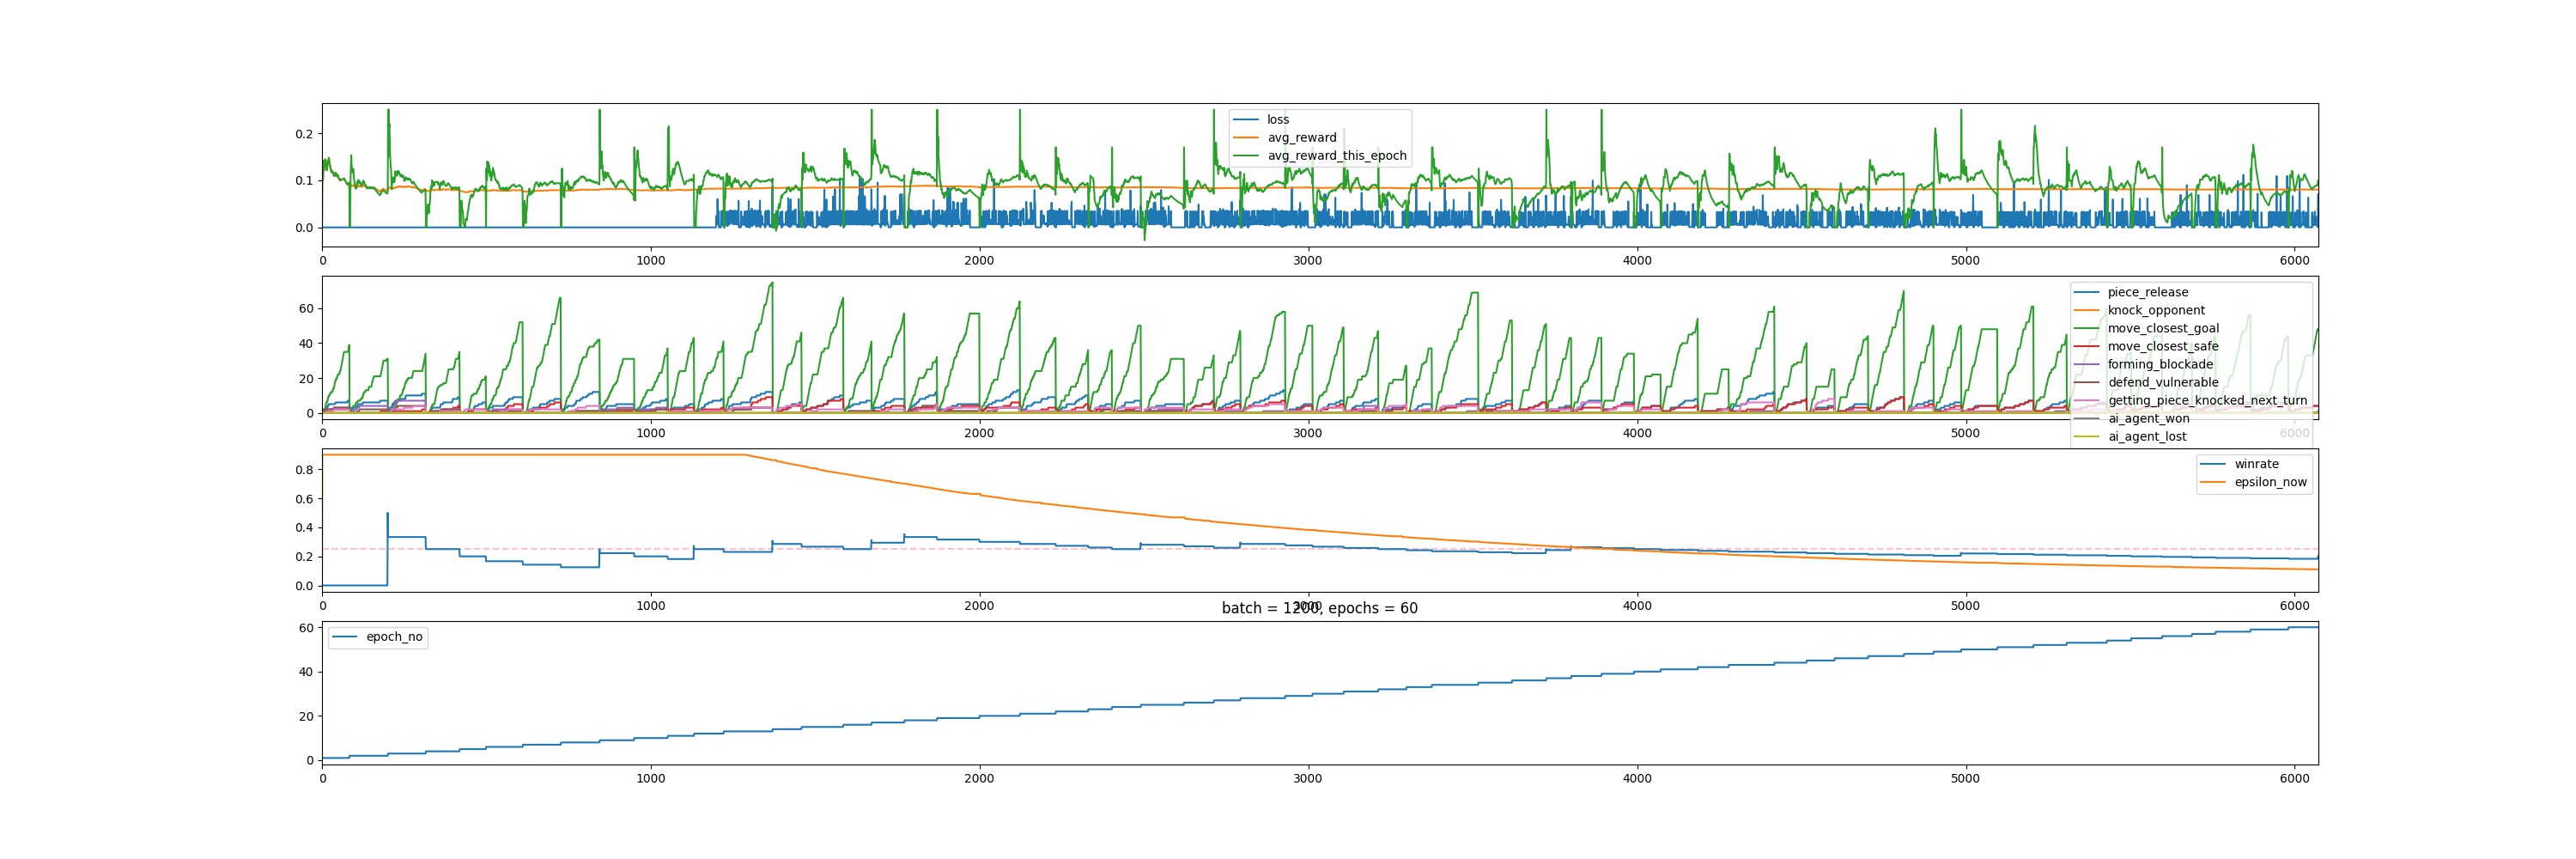 0.2
0.1
0.0
loss
avg_reward
avg_reward_this_epoch
0 1000 2000 3000 4000 5000 6000
60
40
20
0
piece_release
knock_opponent
move_closest_goal
move_closest_safe
forming_blockade
defend_vulnerable
getting_piece_knocked_next_turn
ai_agent_won
ai_agent_lost
0 1000 2000 3000 4000 5000 6000
0.8
0.6
0.4
0.2
0.0
winrate
epsilon_now
0 1000 2000 3000 4000 5000 6000
batch = 1200, epochs = 60
60
40
20
0
epoch_no
0 1000 2000 3000 4000 5000 6000